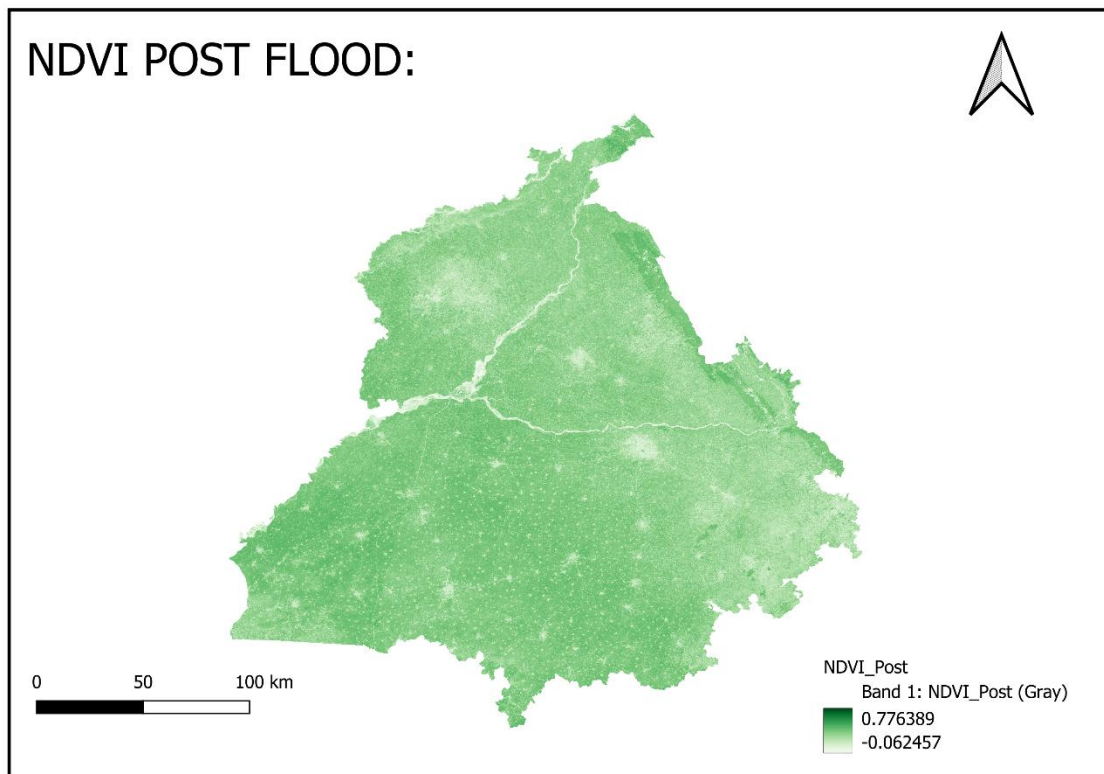 NDVI POST FLOOD:
0 50 100 km
NDVI_Post
Band 1: NDVI_Post (Gray)
0.776389
-0.062457